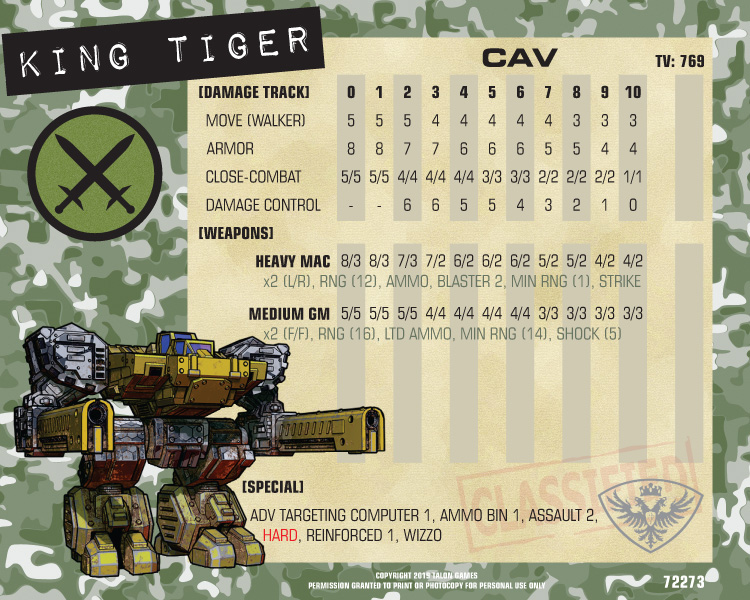 KING TIGER
CAV
TV: 769
[DAMAGE TRACK] 0 1 2 3 4 5 6 7 8 9 10
MOVE (WALKER) 5 5 5 4 4 4 4 4 3 3 3
ARMOR 8 8 7 7 6 6 6 5 5 4 4
CLOSE-COMBAT 5/5 5/5 4/4 4/4 4/4 3/3 3/3 2/2 2/2 2/2 1/1
DAMAGE CONTROL - - 6 6 5 5 4 3 2 1 0
[WEAPONS]
HEAVY MAC 8/3 8/3 7/3 7/2 6/2 6/2 6/2 5/2 5/2 4/2 4/2
x2 (L/R), RNG (12), AMMO, BLASTER 2, MIN RNG (1), STRIKE
MEDIUM GM 5/5 5/5 5/5 4/4 4/4 4/4 4/4 3/3 3/3 3/3 3/3
x2 (F/F), RNG (16), LTD AMMO, MIN RNG (14), SHOCK (5)
CLASSIFIED
[SPECIAL]
ADV TARGETING COMPUTER 1, AMMO BIN 1, ASSAULT 2,
HARD, REINFORCED 1, WIZZO
COPYRIGHT 2015 TALON GAMES
PERMISSION GRANTED TO PRINT OR PHOTOCOPY FOR PERSONAL USE ONLY
72273